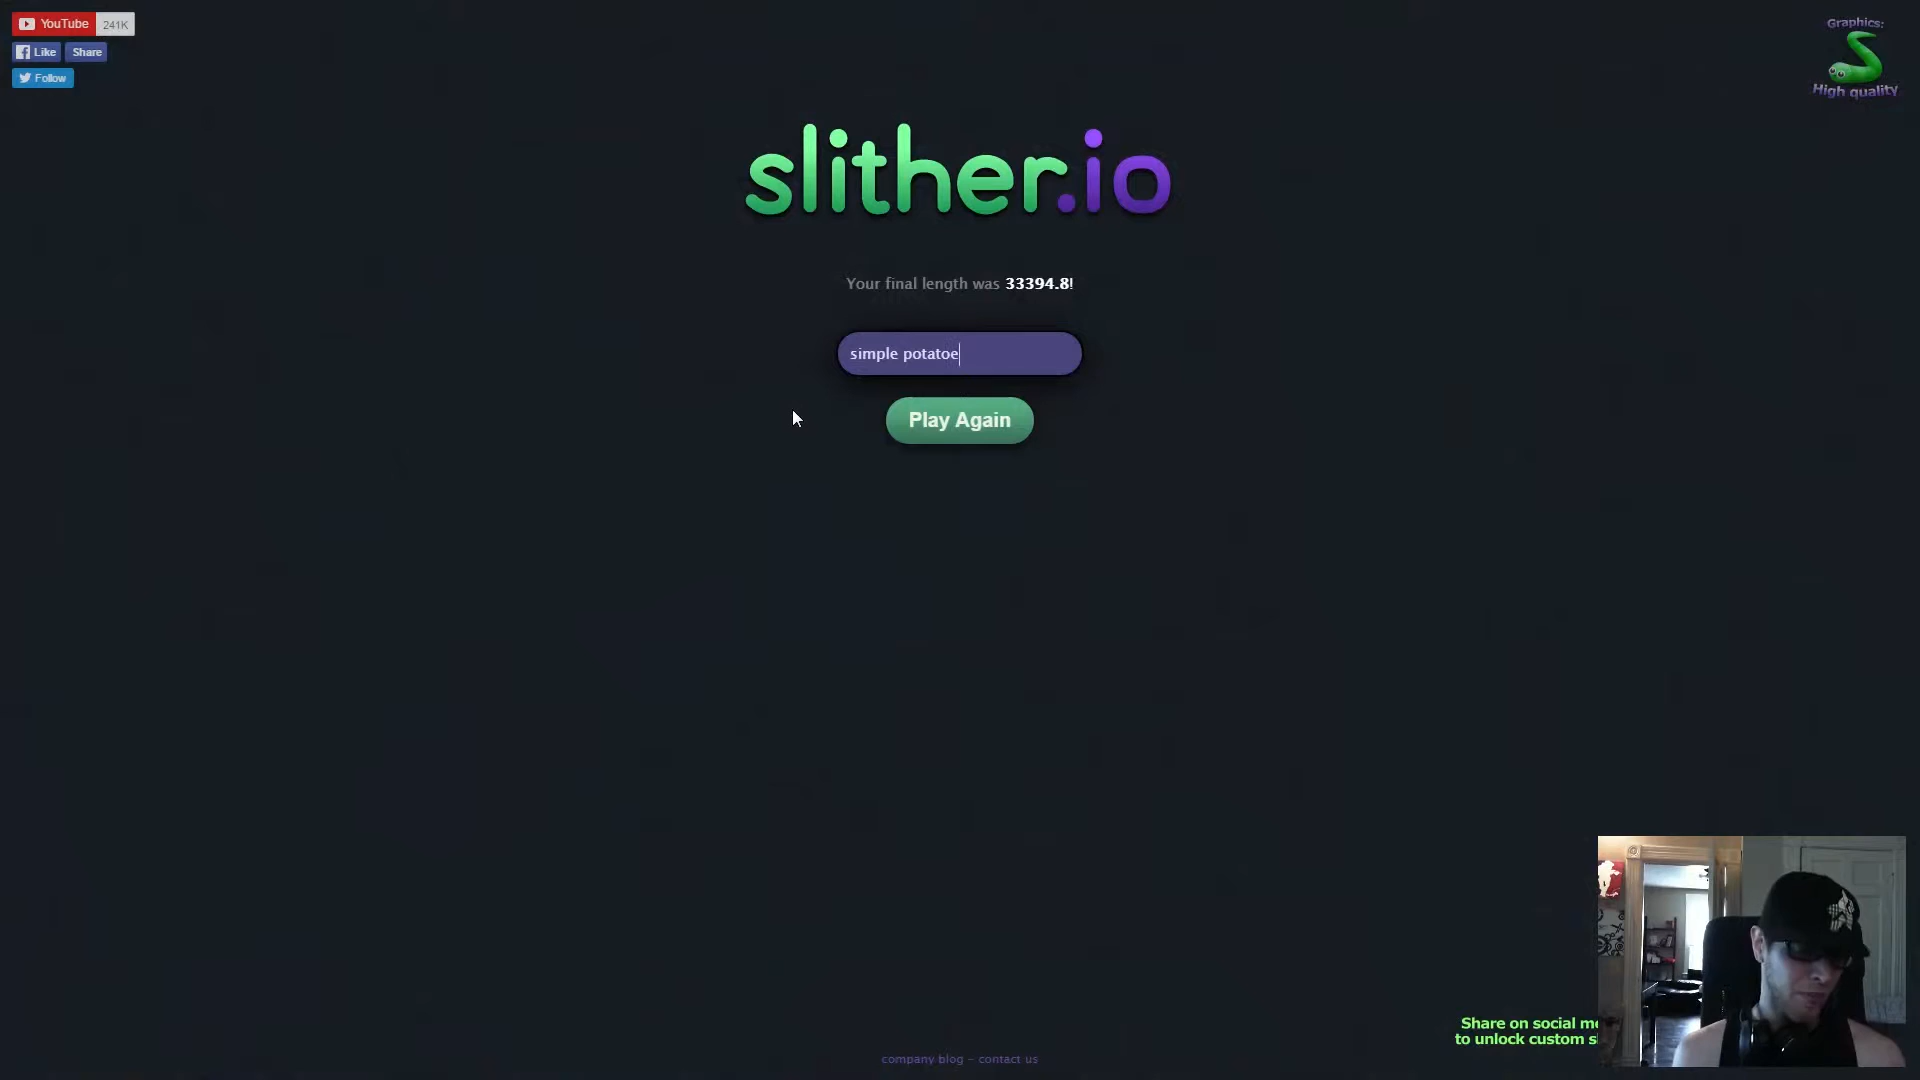 YouTube 241K
Like Share
Follow
Graphics:
High quality
slither.io
Your final length was 33394.8!
simple potatoe
Play Again
Share on social
to unlock custom
company blog – contact us